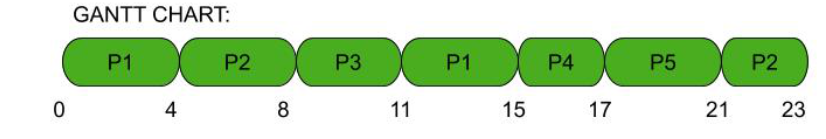 GANTT CHART:
P1 P2 P3 P1 P4 P5 P2
0 4 8 11 15 17 21 23